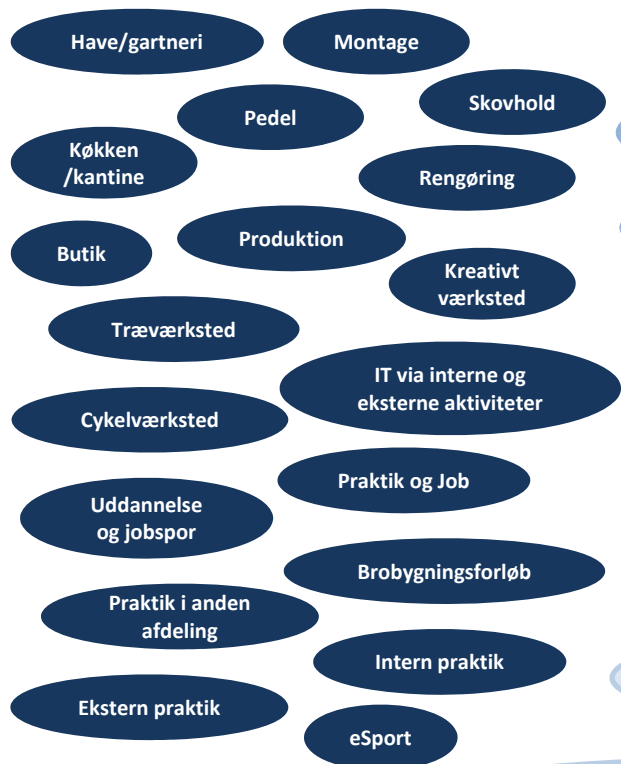 Have/gartneri
Montage
Skovhold
Pedel
Køkken
/kantine
Rengøring
Produktion
Butik
Kreativt
værksted
Træværksted
IT via interne og
eksterne aktiviteter
Cykelværksted
Praktik og Job
Uddannelse
og jobspor
Brobygningsforløb
Praktik i anden
afdeling
Intern praktik
Ekstern praktik
eSport